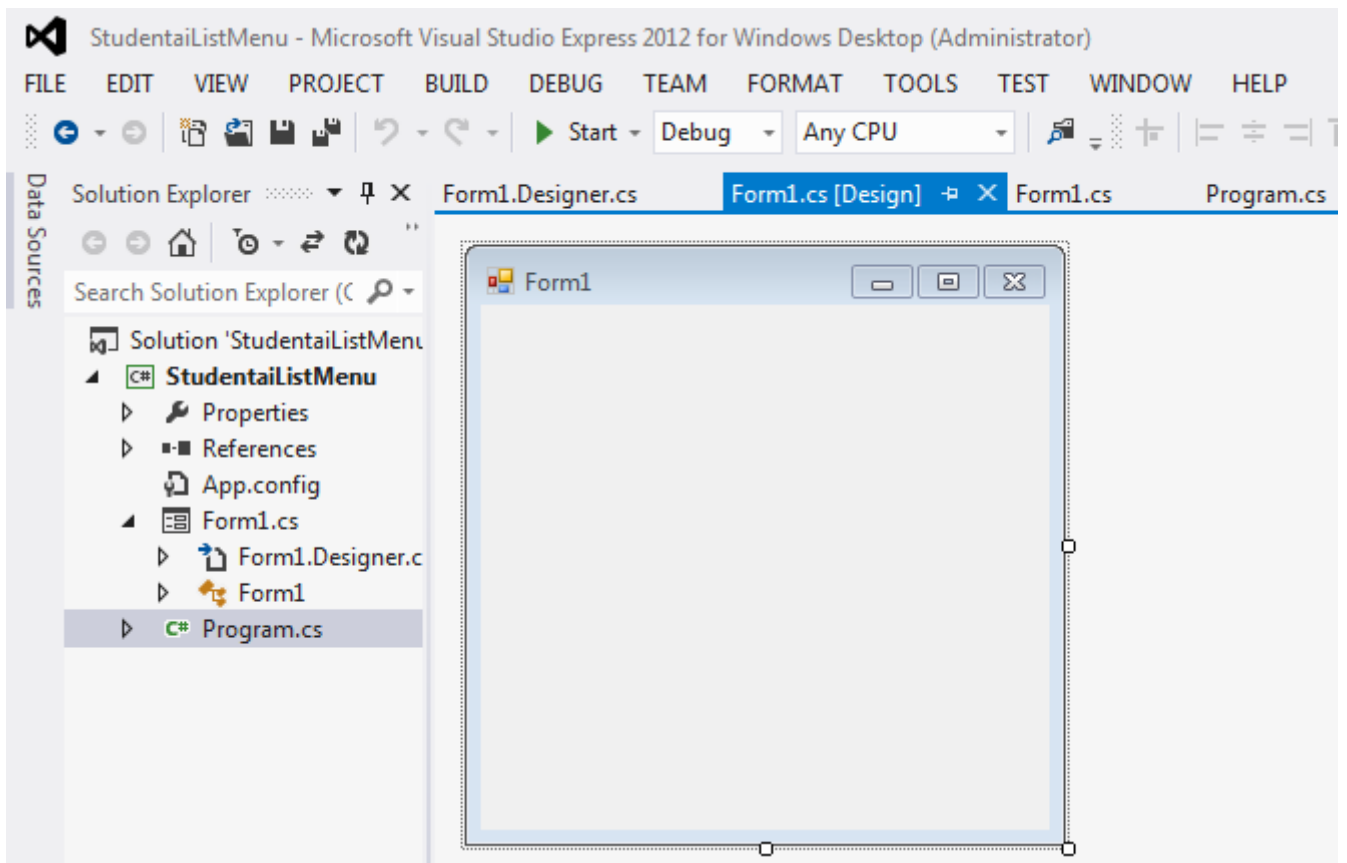 StudentaiListMenu - Microsoft Visual Studio Express 2012 for Windows Desktop (Administrator)
FILE EDIT VIEW PROJECT BUILD DEBUG TEAM FORMAT TOOLS TEST WINDOW HELP
Start Debug Any CPU
Data Sources
Solution Explorer
Form1.Designer.cs Form1.cs [Design] Form1.cs Program.cs
Search Solution Explorer (C
Form1
Solution 'StudentaiListMenu
C# StudentaiListMenu
Properties
References
App.config
Form1.cs
Form1.Designer.c
Form1
C# Program.cs